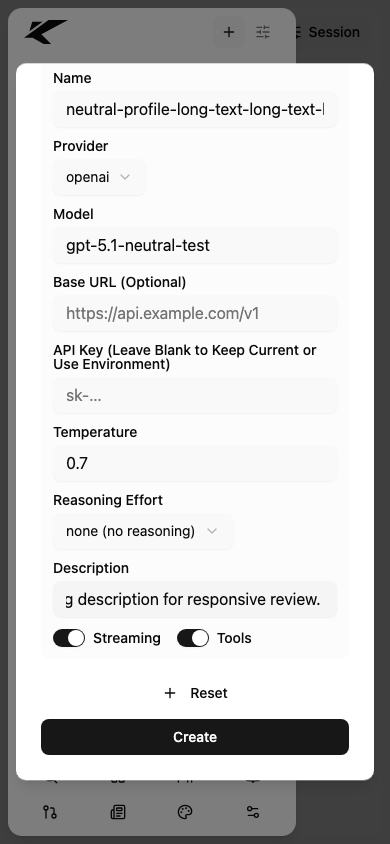 Session
Name
neutral-profile-long-text-long-text-
Provider
openai
Model
gpt-5.1-neutral-test
Base URL (Optional)
https://api.example.com/v1
API Key (Leave Blank to Keep Current or
Use Environment)
sk-...
Temperature
0.7
Reasoning Effort
none (no reasoning)
Description
g description for responsive review.
Streaming
Tools
+ Reset
Create